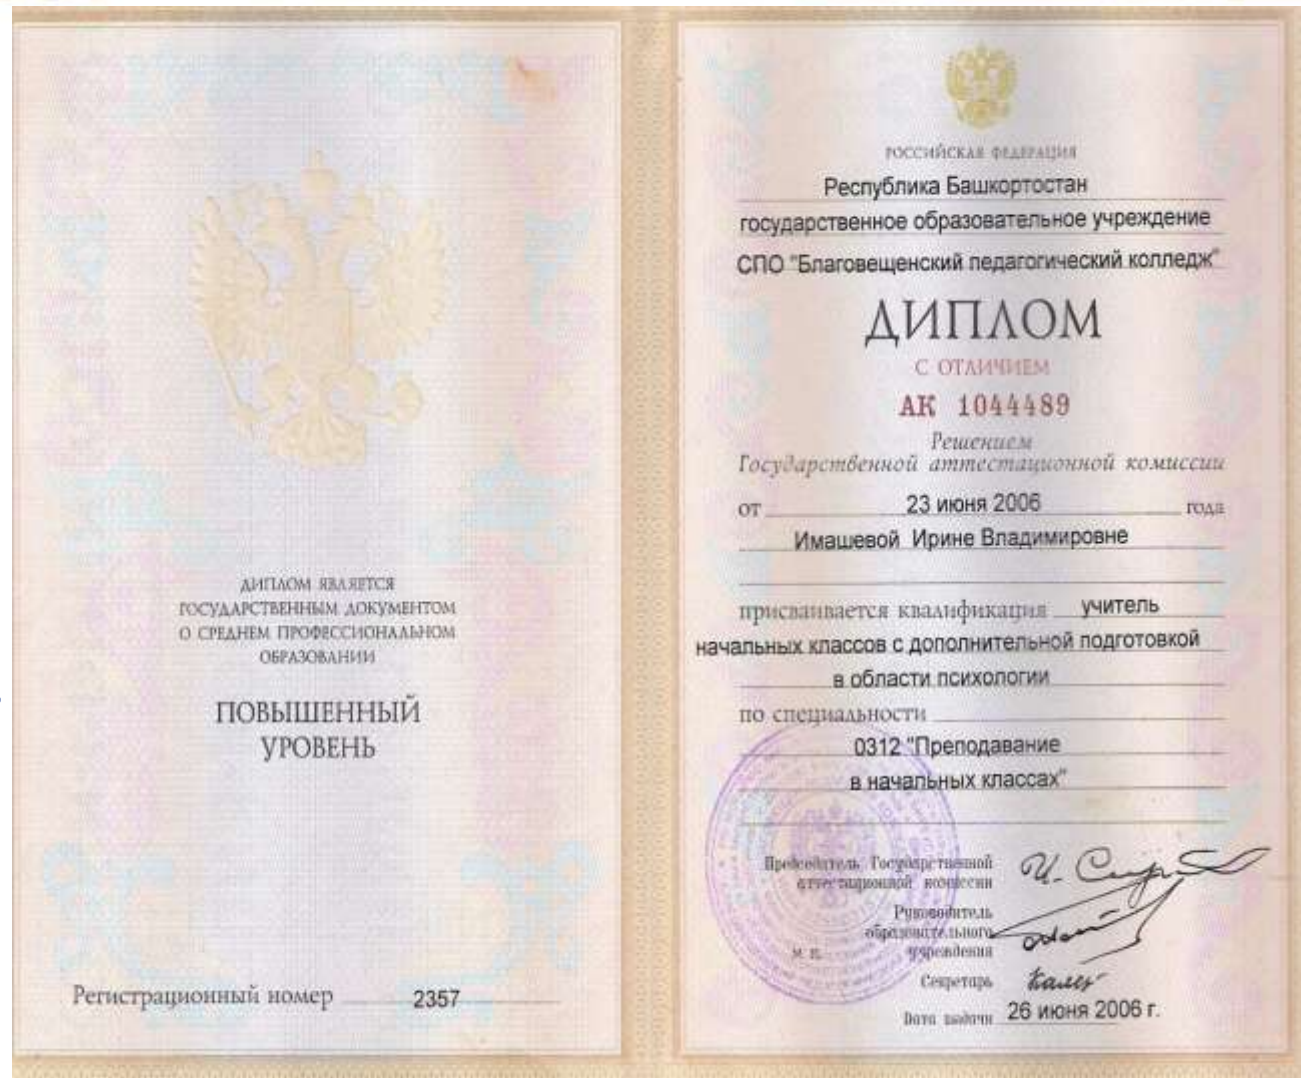 ДИПЛОМ ЯВЛЯЕТСЯ
ГОСУДАРСТВЕННЫМ ДОКУМЕНТОМ
О СРЕДНЕМ ПРОФЕССИОНАЛЬНОМ
ОБРАЗОВАНИИ
ПОВЫШЕННЫЙ
УРОВЕНЬ
Регистрационный номер 2357
РОССИЙСКАЯ ФЕДЕРАЦИЯ
Республика Башкортостан
государственное образовательное учреждение
СПО "Благовещенский педагогический колледж"
ДИПЛОМ
С ОТЛИЧИЕМ
АК 1044489
Решением
Государственной аттестационной комиссии
от 23 июня 2006 года
Имашевой Ирине Владимировне
присваивается квалификация учитель
начальных классов с дополнительной подготовкой
в области психологии
по специальности
0312 "Преподавание
в начальных классах"
Председатель Государственной
аттестационной комиссии
Руководитель
образовательного
учреждения
М. П.
Секретарь
Дата выдачи 26 июня 2006 г.